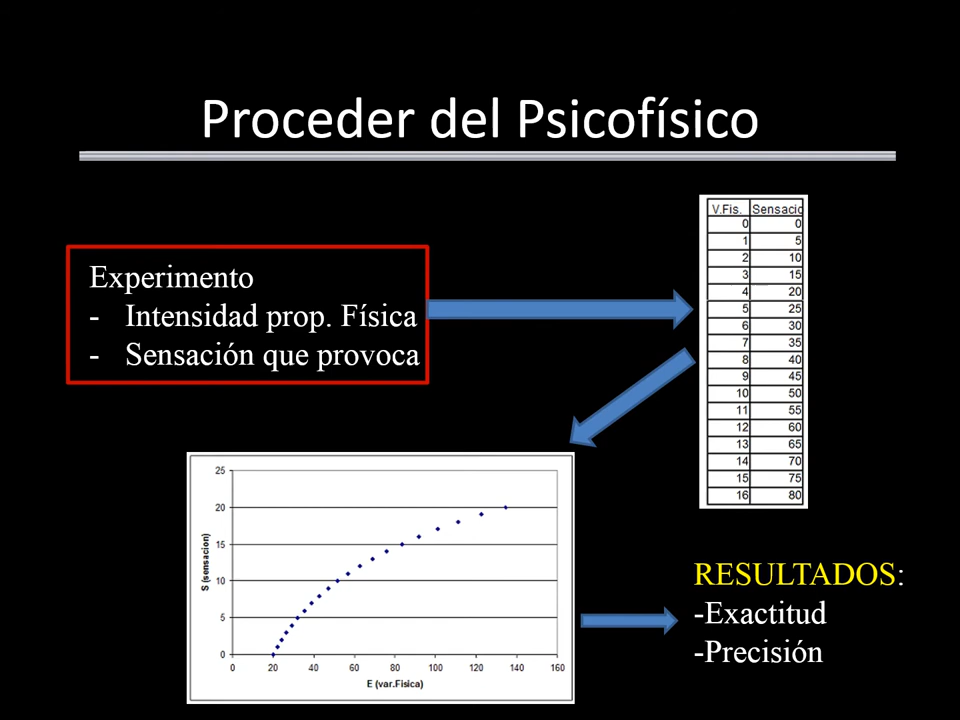 Proceder del Psicofísico
Experimento
- Intensidad prop. Física
- Sensación que provoca
V.Fis. Sensacio
0 0
1 5
2 10
3 15
4 20
5 25
6 30
7 35
8 40
9 45
10 50
11 55
12 60
13 65
14 70
15 75
16 80
25
20
15
10
5
0
S (sensacion)
0 20 40 60 80 100 120 140 160
E (var.Fisica)
RESULTADOS:
-Exactitud
-Precisión